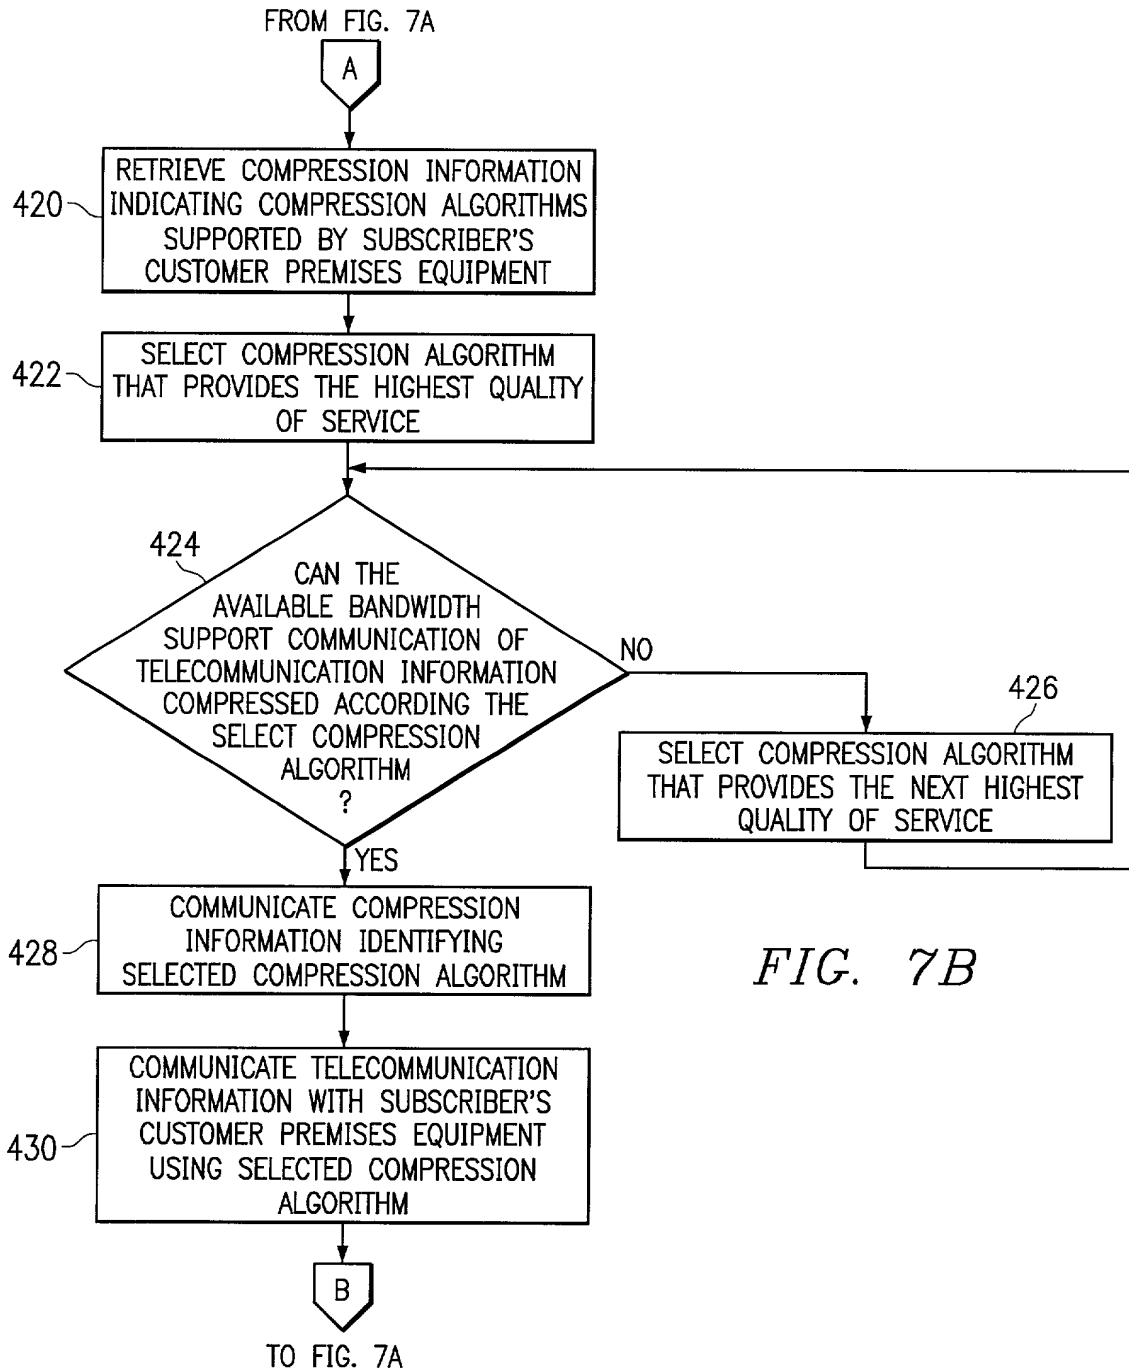 FROM FIG. 7A
A
RETRIEVE COMPRESSION INFORMATION
INDICATING COMPRESSION ALGORITHMS
SUPPORTED BY SUBSCRIBER'S
CUSTOMER PREMISES EQUIPMENT
420
SELECT COMPRESSION ALGORITHM
THAT PROVIDES THE HIGHEST QUALITY
OF SERVICE
422
424
CAN THE
AVAILABLE BANDWIDTH
SUPPORT COMMUNICATION OF
TELECOMMUNICATION INFORMATION
COMPRESSED ACCORDING THE
SELECT COMPRESSION
ALGORITHM
?
NO
426
SELECT COMPRESSION ALGORITHM
THAT PROVIDES THE NEXT HIGHEST
QUALITY OF SERVICE
YES
COMMUNICATE COMPRESSION
INFORMATION IDENTIFYING
SELECTED COMPRESSION ALGORITHM
428
FIG. 7B
COMMUNICATE TELECOMMUNICATION
INFORMATION WITH SUBSCRIBER'S
CUSTOMER PREMISES EQUIPMENT
USING SELECTED COMPRESSION
ALGORITHM
430
B
TO FIG. 7A